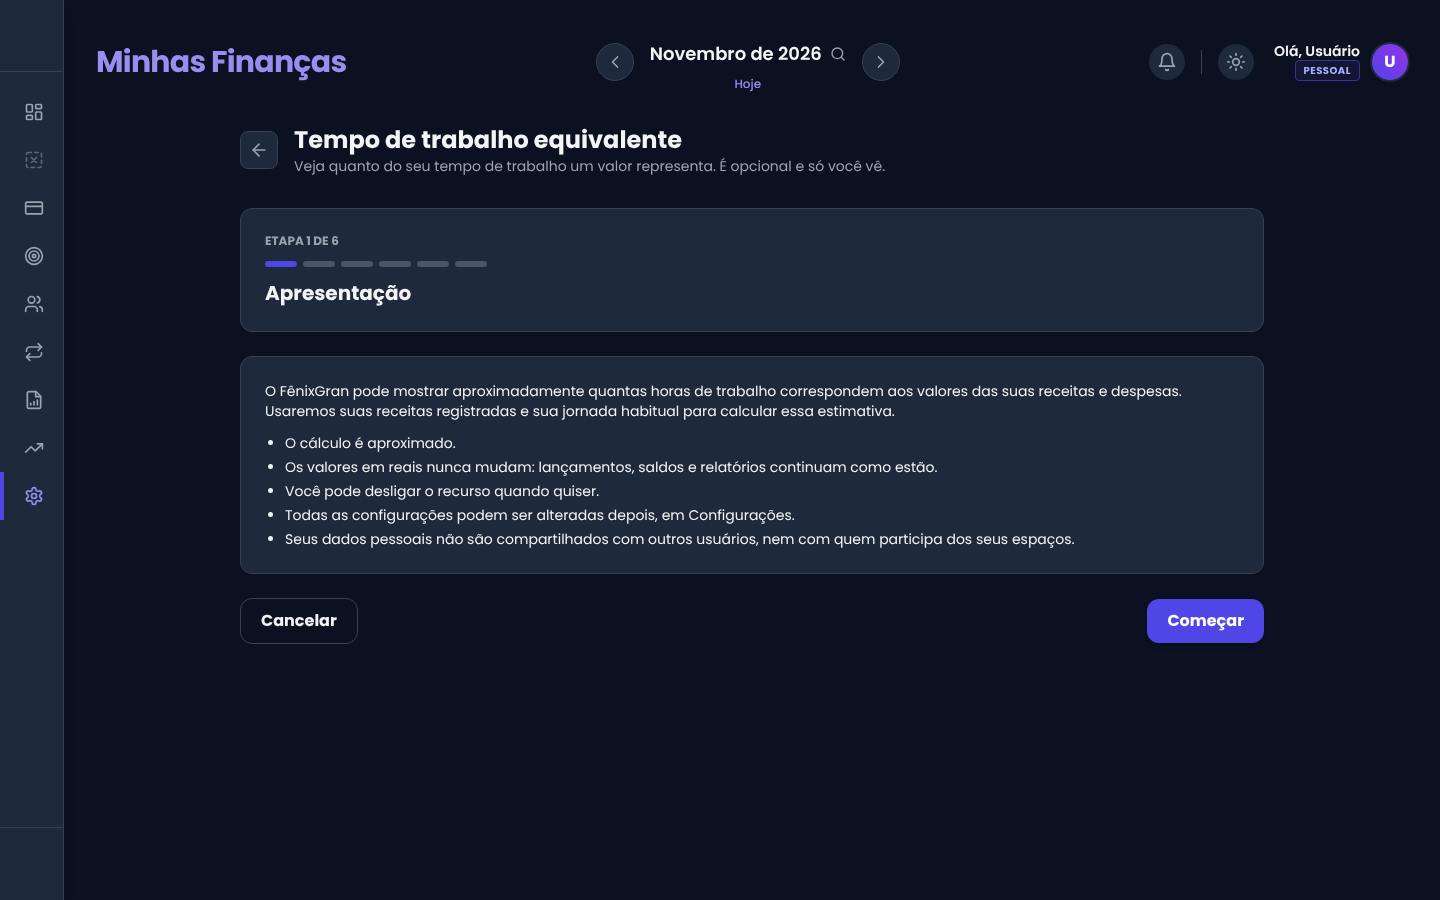 Minhas Finanças
Novembro de 2026
Hoje
Olá, Usuário
PESSOAL
U
Tempo de trabalho equivalente
Veja quanto do seu tempo de trabalho um valor representa. É opcional e só você vê.
ETAPA 1 DE 6
Apresentação
O FênixGran pode mostrar aproximadamente quantas horas de trabalho correspondem aos valores das suas receitas e despesas.
Usaremos suas receitas registradas e sua jornada habitual para calcular essa estimativa.
• O cálculo é aproximado.
• Os valores em reais nunca mudam: lançamentos, saldos e relatórios continuam como estão.
• Você pode desligar o recurso quando quiser.
• Todas as configurações podem ser alteradas depois, em Configurações.
• Seus dados pessoais não são compartilhados com outros usuários, nem com quem participa dos seus espaços.
Cancelar
Começar